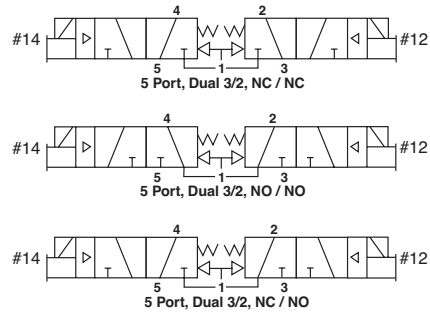 4 2
#14 #12
5 1 3
5 Port, Dual 3/2, NC / NC
4 2
#14 #12
5 1 3
5 Port, Dual 3/2, NO / NO
4 2
#14 #12
5 1 3
5 Port, Dual 3/2, NC / NO